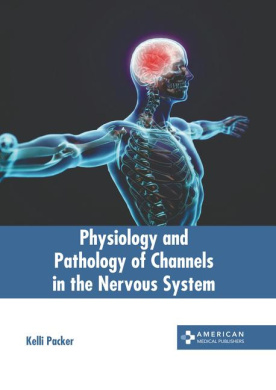 Physiology and
Pathology of Channels
in the Nervous System
AMERICAN
MEDICAL PUBLISHERS
Kelli Packer